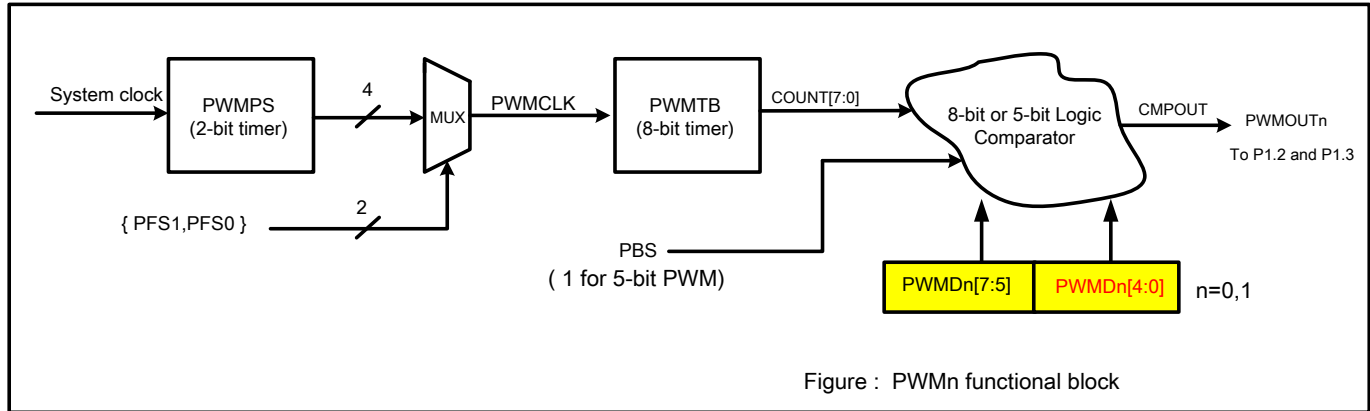 System clock
PWMPS
(2-bit timer)
4
MUX
PWMCLK
PWMTB
(8-bit timer)
COUNT[7:0]
8-bit or 5-bit Logic
Comparator
CMPOUT
PWMOUTn
To P1.2 and P1.3
{ PFS1,PFS0 }
2
PBS
( 1 for 5-bit PWM)
PWMDn[7:5]
PWMDn[4:0]
n=0,1
Figure : PWMn functional block